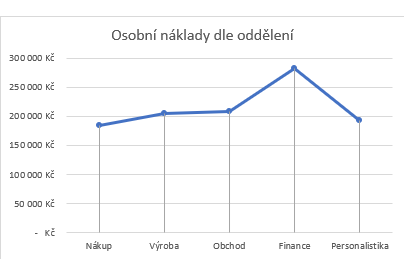 Osobní náklady dle oddělení
300 000 Kč
250 000 Kč
200 000 Kč
150 000 Kč
100 000 Kč
50 000 Kč
- Kč
Nákup Výroba Obchod Finance Personalistika